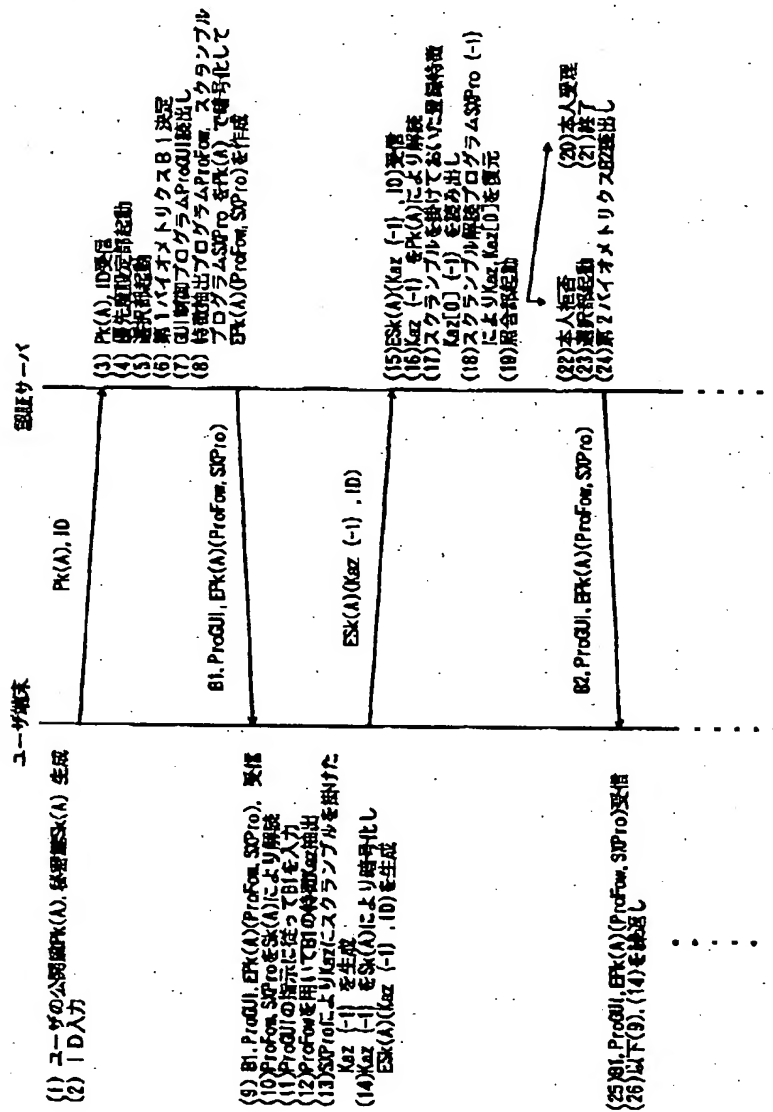 ユーザ端末
認証サーバ
(1) ユーザの公開鍵Pk(A),秘密鍵Sk(A) 生成
(2) ID入力
Pk(A), ID
(3) Pk(A), ID受信
(4) 優先度設定部起動
(5) 選択部起動
(6) 第1バイオメトリクスB1決定
(7) GUI制御プログラムProGUI読出し
(8) 特徴抽出プログラムProFow, スクランブル
プログラムSXPro をPk(A) で暗号化して
EPk(A)(ProFow,SXPro)を作成
B1,ProGUI,EPk(A)(ProFow,SXPro)
(9) B1,ProGUI,EPk(A)(ProFow,SXPro), 受信
(10)ProFow,SXProをSk(A)により解読
(11)ProGUIの指示に従ってB1を入力
(12)ProFowを用いてB1の特徴Kaz抽出
(13)SXProによりKazにスクランブルを掛けた
Kaz {-1} を生成
(14)Kaz {-1} をSk(A)により暗号化し
ESk(A)(Kaz {-1} ,ID)を生成
ESk(A)(Kaz {-1} ,ID)
(15)ESk(A)(Kaz {-1} ,ID)受信
(16)Kaz {-1} をPk(A)により解読
(17)スクランブルを掛けておいた登録特徴
Kaz[0] {-1} を読み出し
(18)スクランブル解読プログラムSXPro {-1}
によりKaz,Kaz[0]を復元
(19)照合部起動
(20)本人受理
(21)終了
(22)本人拒否
(23)選択部起動
(24)第2バイオメトリクスB2読出し
B2,ProGUI,EPk(A)(ProFow,SXPro)
(25)B1,ProGUI,EPk(A)(ProFow,SXPro)受信
(26)以下(9),(14)を繰返し